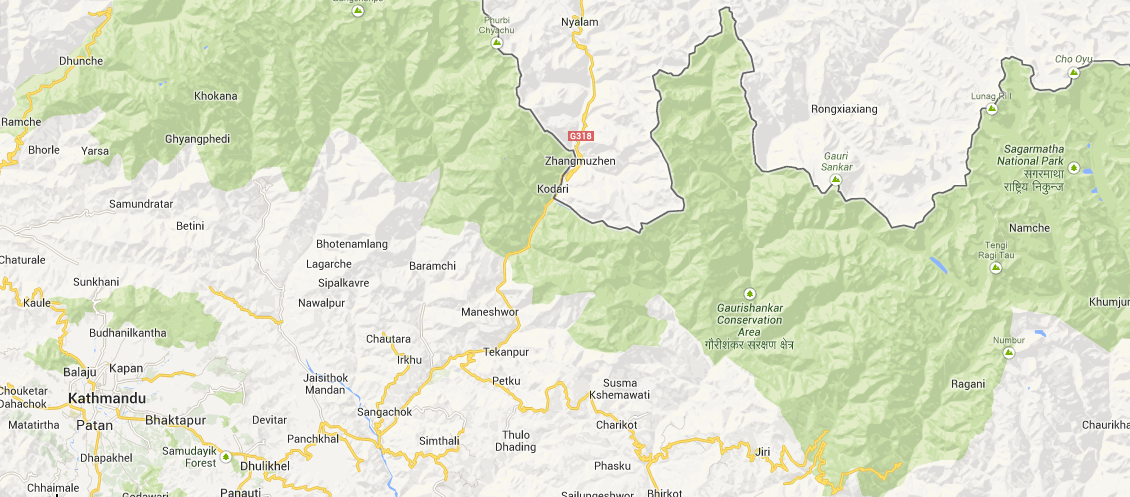 Phurbi
Chyachu
Nyalam
Dhunche
Cho Oyu
Khokana
Lunag Ri I
Rongxiaxiang
Ramche
G318
Ghyangphedi
Bhorle
Yarsa
Zhangmuzhen
Gauri
Sankar
Sagarmatha
National Park
सगरमाथा
राष्ट्रिय निकुन्ज
Kodari
Samundratar
Betini
Namche
Bhotenamlang
Tengi
Ragi Tau
Chaturale
Lagarche
Baramchi
Sunkhani
Sipalkavre
Kaule
Nawalpur
Maneshwor
Gaurishankar
Conservation
Area
गौरीशंकर संरक्षण क्षेत्र
Khumjun
Budhanilkantha
Chautara
Numbur
Irkhu
Tekanpur
Balaju
Kapan
Jaisithok
Mandan
Petku
Susma
Kshemawati
Ragani
Chouketar
Dahachok
Kathmandu
Sangachok
Bhaktapur
Devitar
Charikot
Matatirtha
Patan
Chaurikha
Panchkhal
Simthali
Thulo
Dhading
Jiri
Samudayik
Forest
Dhapakhel
Dhulikhel
Phasku
Chhaimale
Godawari
Panauti
Sailungeshwor
Bhirkot